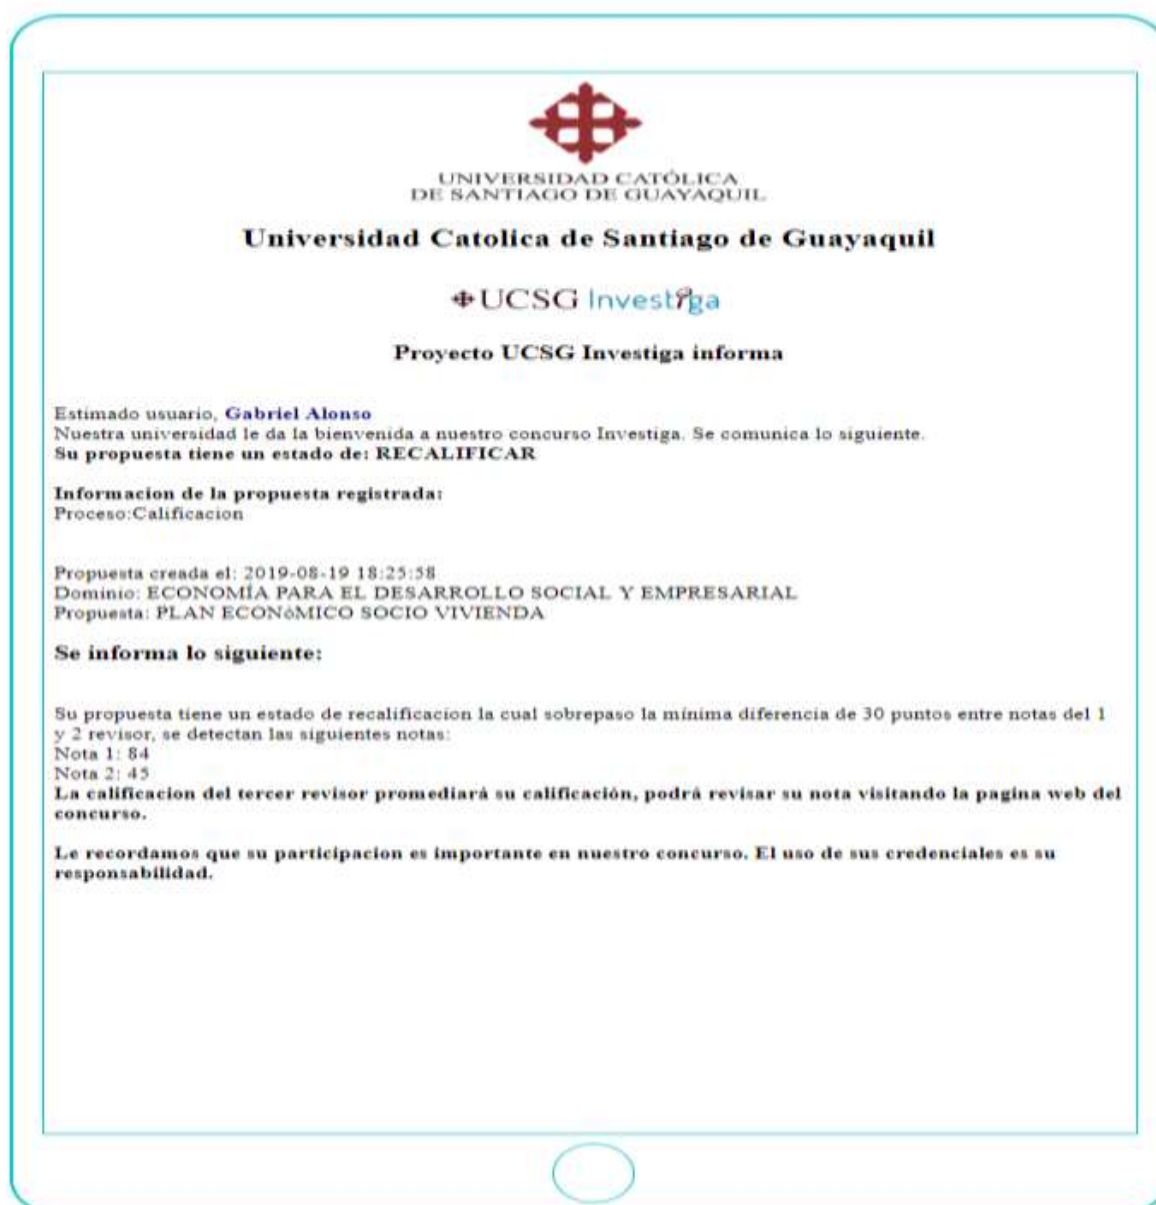 UNIVERSIDAD CATÓLICA
DE SANTIAGO DE GUAYAQUIL
Universidad Catolica de Santiago de Guayaquil
UCSG Investiga
Proyecto UCSG Investiga informa
Estimado usuario, Gabriel Alonso
Nuestra universidad le da la bienvenida a nuestro concurso Investiga. Se comunica lo siguiente.
Su propuesta tiene un estado de: RECALIFICAR
Informacion de la propuesta registrada:
Proceso:Calificacion
Propuesta creada el: 2019-08-19 18:25:58
Dominio: ECONOMÍA PARA EL DESARROLLO SOCIAL Y EMPRESARIAL
Propuesta: PLAN ECONóMICO SOCIO VIVIENDA
Se informa lo siguiente:
Su propuesta tiene un estado de recalificacion la cual sobrepaso la mínima diferencia de 30 puntos entre notas del 1
y 2 revisor, se detectan las siguientes notas:
Nota 1: 84
Nota 2: 45
La calificacion del tercer revisor promediará su calificación, podrá revisar su nota visitando la pagina web del
concurso.
Le recordamos que su participacion es importante en nuestro concurso. El uso de sus credenciales es su
responsabilidad.